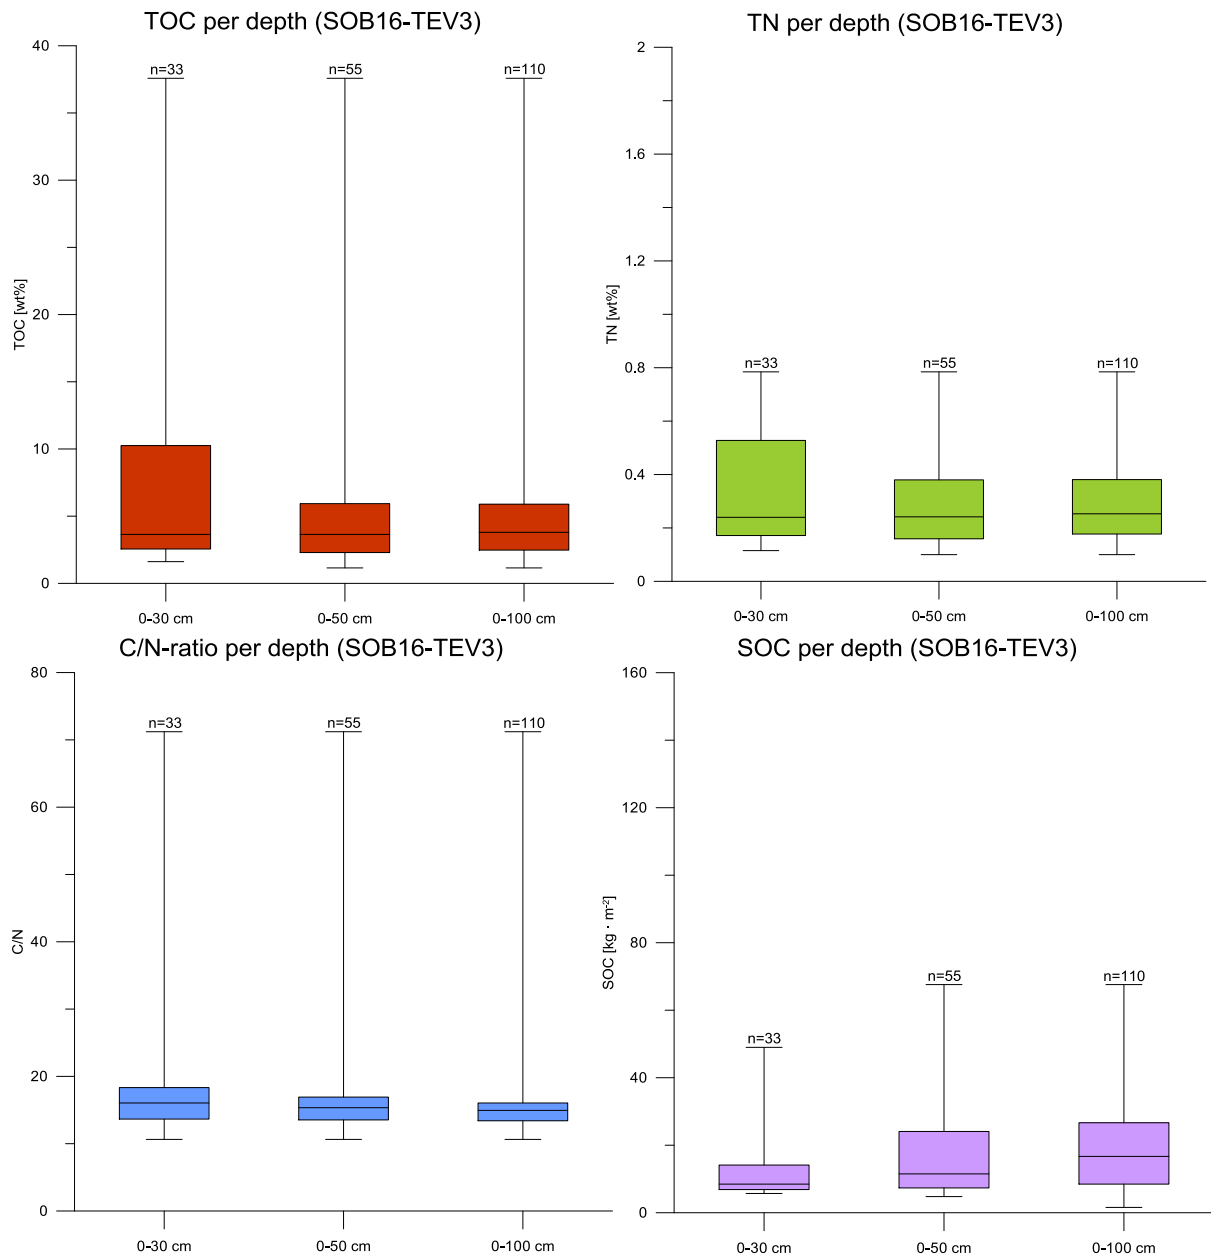 TOC per depth (SOB16-TEV3)
40
30
20
10
0
TOC [wt%]
n=33
n=55
n=110
0-30 cm
0-50 cm
0-100 cm
TN per depth (SOB16-TEV3)
2
1.6
1.2
0.8
0.4
0
TN [wt%]
n=33
n=55
n=110
0-30 cm
0-50 cm
0-100 cm
C/N-ratio per depth (SOB16-TEV3)
80
60
40
20
0
C/N
n=33
n=55
n=110
0-30 cm
0-50 cm
0-100 cm
SOC per depth (SOB16-TEV3)
160
120
80
40
0
SOC [kg · m⁻²]
n=33
n=55
n=110
0-30 cm
0-50 cm
0-100 cm